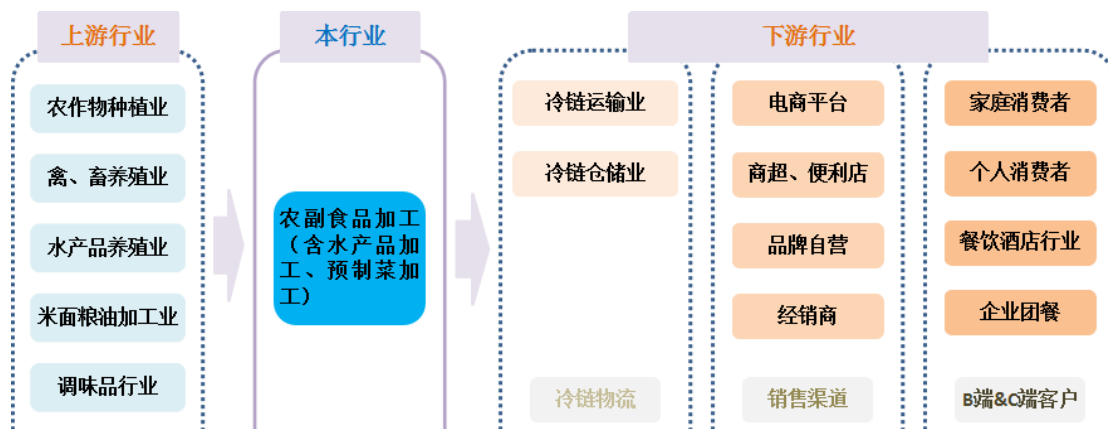 上游行业
农作物种植业
禽、畜养殖业
水产品养殖业
米面粮油加工业
调味品行业
本行业
农副食品加工
（含水产品加
工、预制菜加
工）
下游行业
冷链运输业
冷链仓储业
冷链物流
电商平台
商超、便利店
品牌自营
经销商
销售渠道
家庭消费者
个人消费者
餐饮酒店行业
企业团餐
B端&C端客户